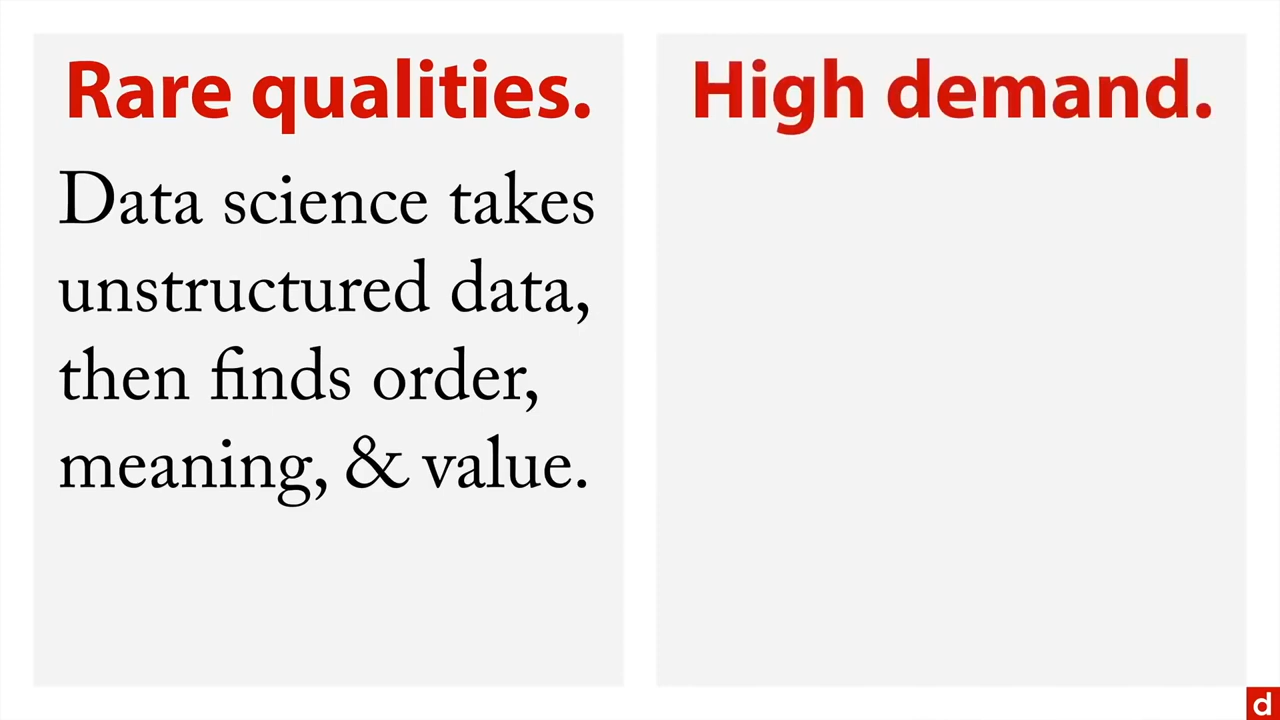 Rare qualities.
Data science takes
unstructured data,
then finds order,
meaning, & value.
High demand.
d